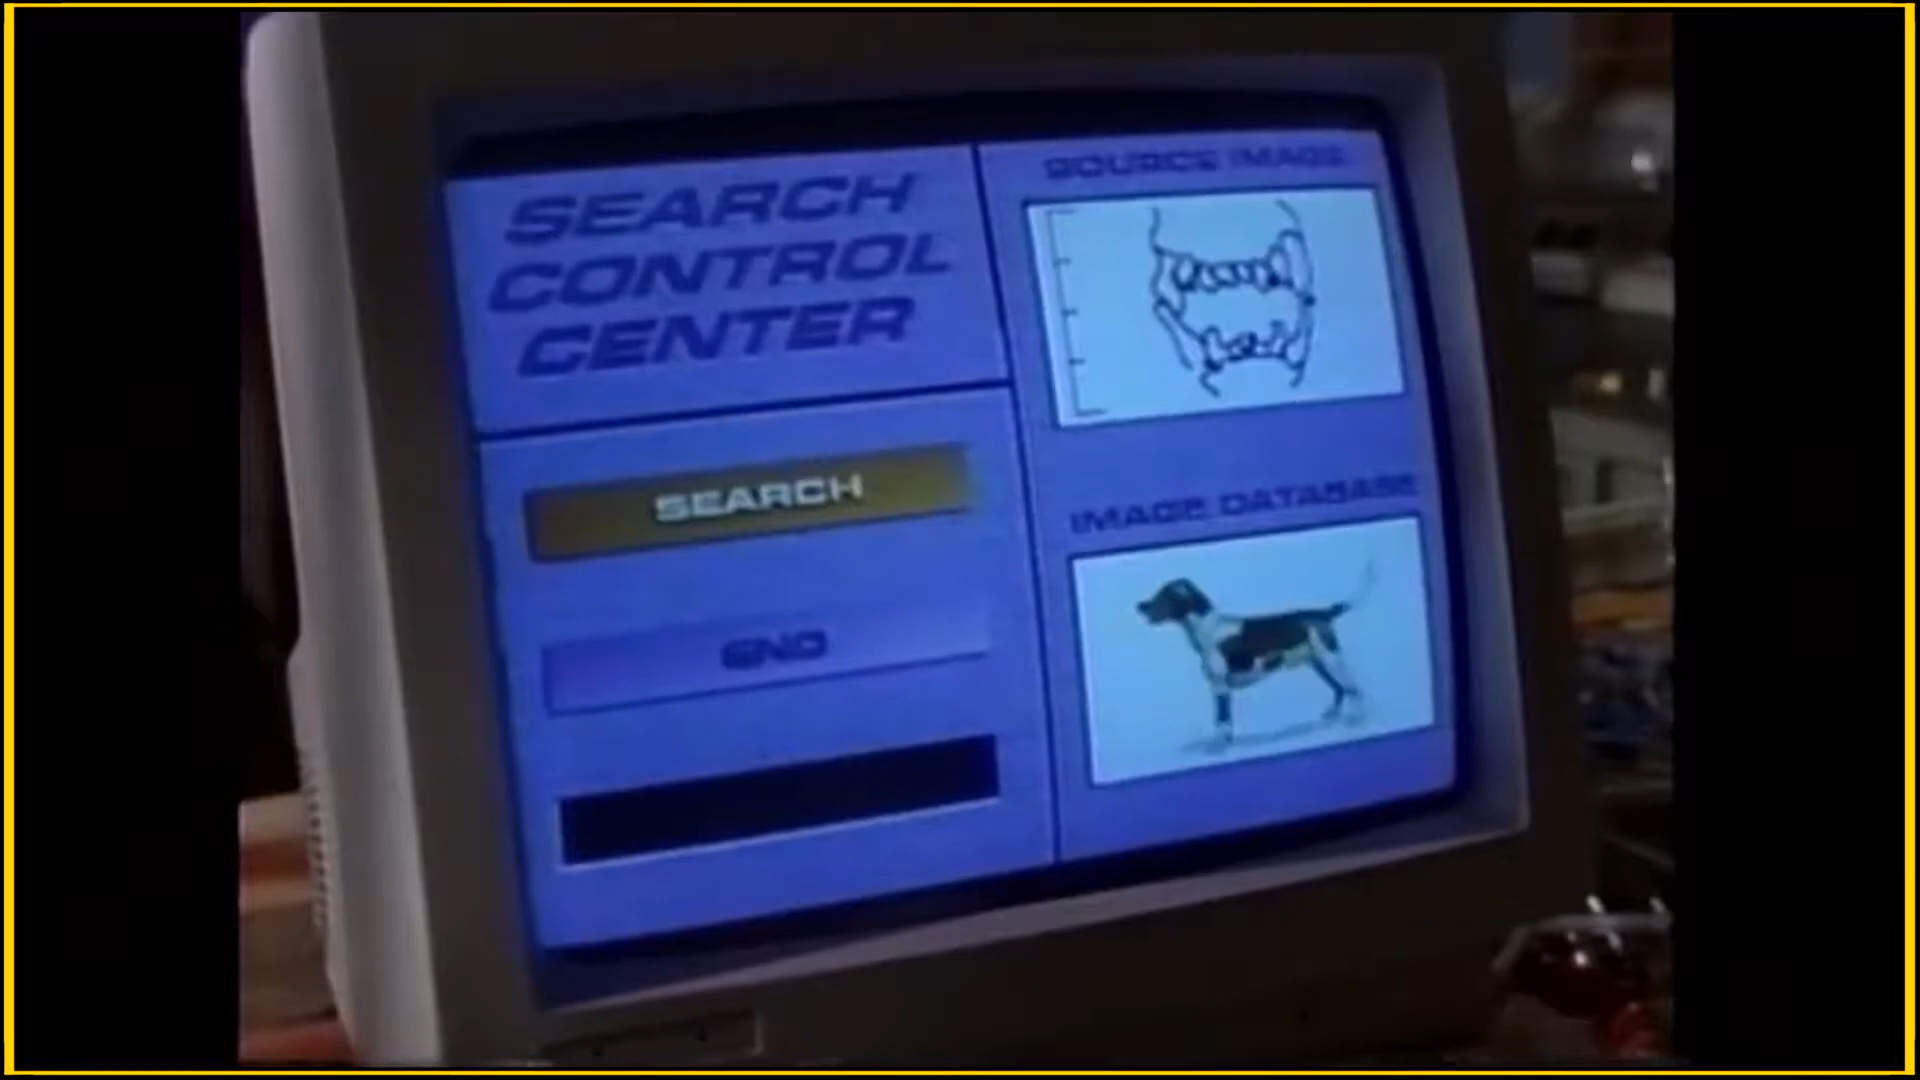 SEARCH
CONTROL
CENTER
SEARCH
END
SOURCE IMAGE
IMAGE DATABASE